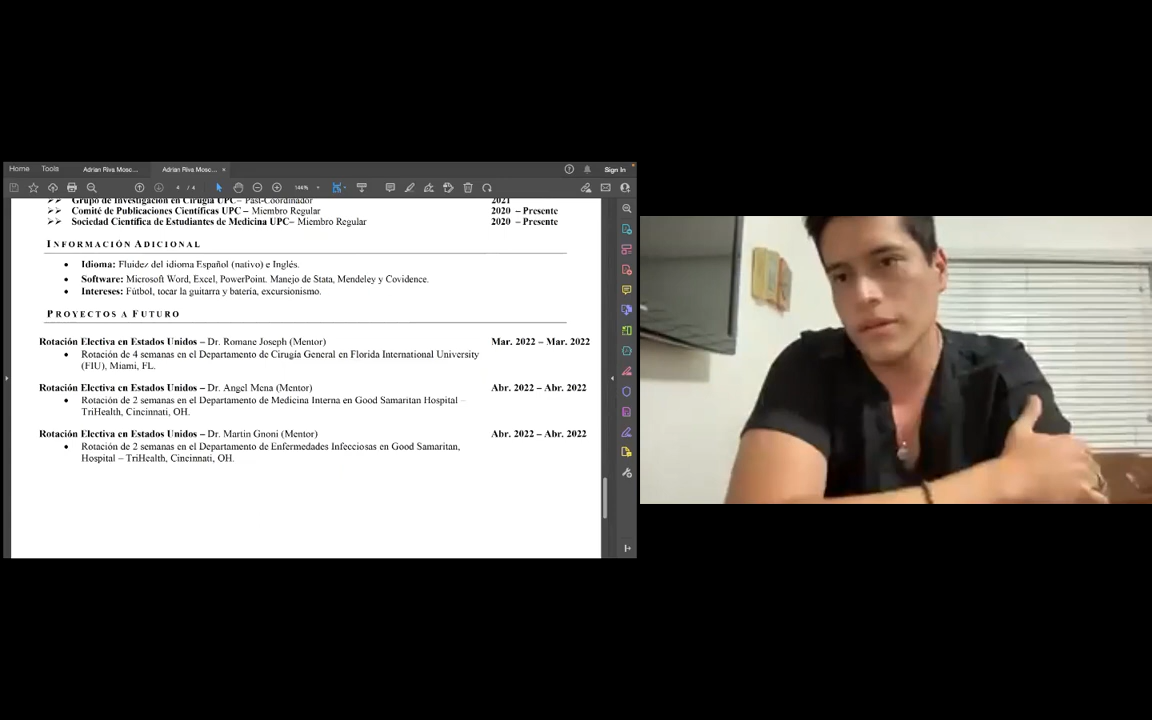 Home Tools Adrian Riva Mosc... Adrian Riva Mosc... × Sign In
4 / 4 144%
Grupo de Investigación en Cirugía UPC– Past-Coordinador 2021
Comité de Publicaciones Científicas UPC – Miembro Regular 2020 – Presente
Sociedad Científica de Estudiantes de Medicina UPC– Miembro Regular 2020 – Presente
INFORMACIÓN ADICIONAL
• Idioma: Fluidez del idioma Español (nativo) e Inglés.
• Software: Microsoft Word, Excel, PowerPoint. Manejo de Stata, Mendeley y Covidence.
• Intereses: Fútbol, tocar la guitarra y batería, excursionismo.
PROYECTOS A FUTURO
Rotación Electiva en Estados Unidos – Dr. Romane Joseph (Mentor) Mar. 2022 – Mar. 2022
• Rotación de 4 semanas en el Departamento de Cirugía General en Florida International University
(FIU), Miami, FL.
Rotación Electiva en Estados Unidos – Dr. Angel Mena (Mentor) Abr. 2022 – Abr. 2022
• Rotación de 2 semanas en el Departamento de Medicina Interna en Good Samaritan Hospital –
TriHealth, Cincinnati, OH.
Rotación Electiva en Estados Unidos – Dr. Martin Gnoni (Mentor) Abr. 2022 – Abr. 2022
• Rotación de 2 semanas en el Departamento de Enfermedades Infecciosas en Good Samaritan,
Hospital – TriHealth, Cincinnati, OH.